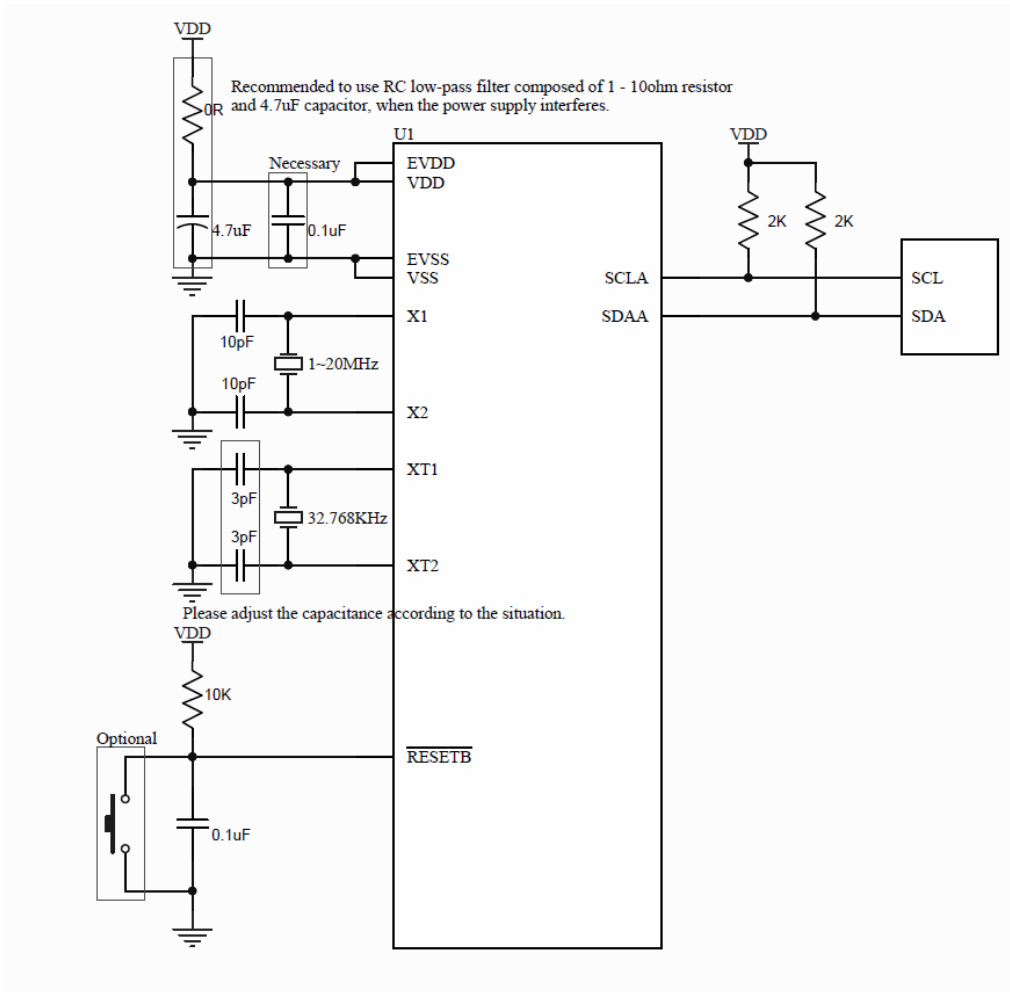 VDD
0R
Recommended to use RC low-pass filter composed of 1 - 10ohm resistor
and 4.7uF capacitor, when the power supply interferes.
U1
VDD
Necessary
EVDD
VDD
2K
2K
4.7uF
0.1uF
EVSS
VSS
SCLA
SCL
X1
SDAA
SDA
10pF
1~20MHz
10pF
X2
XT1
3pF
32.768KHz
3pF
XT2
Please adjust the capacitance according to the situation.
VDD
10K
Optional
RESETB
0.1uF